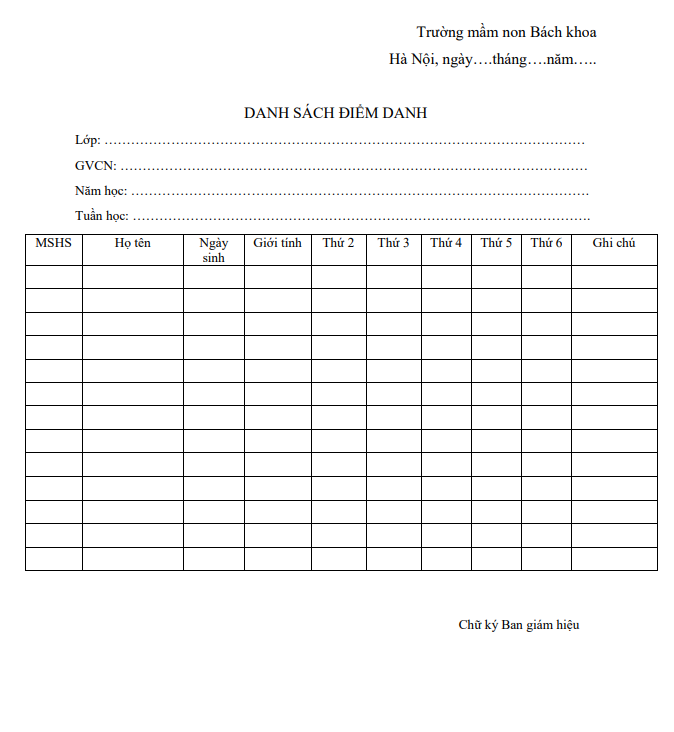 Trường mầm non Bách khoa
Hà Nội, ngày….tháng….năm…..
DANH SÁCH ĐIỂM DANH
Lớp: ………………………………………………………………………………………………
GVCN: ……………………………………………………………………………………………
Năm học: …………………………………………………………………………………………
Tuần học: ………………………………………………………………………………………….
MSHS Họ tên Ngày sinh Giới tính Thứ 2 Thứ 3 Thứ 4 Thứ 5 Thứ 6 Ghi chú
Chữ ký Ban giám hiệu